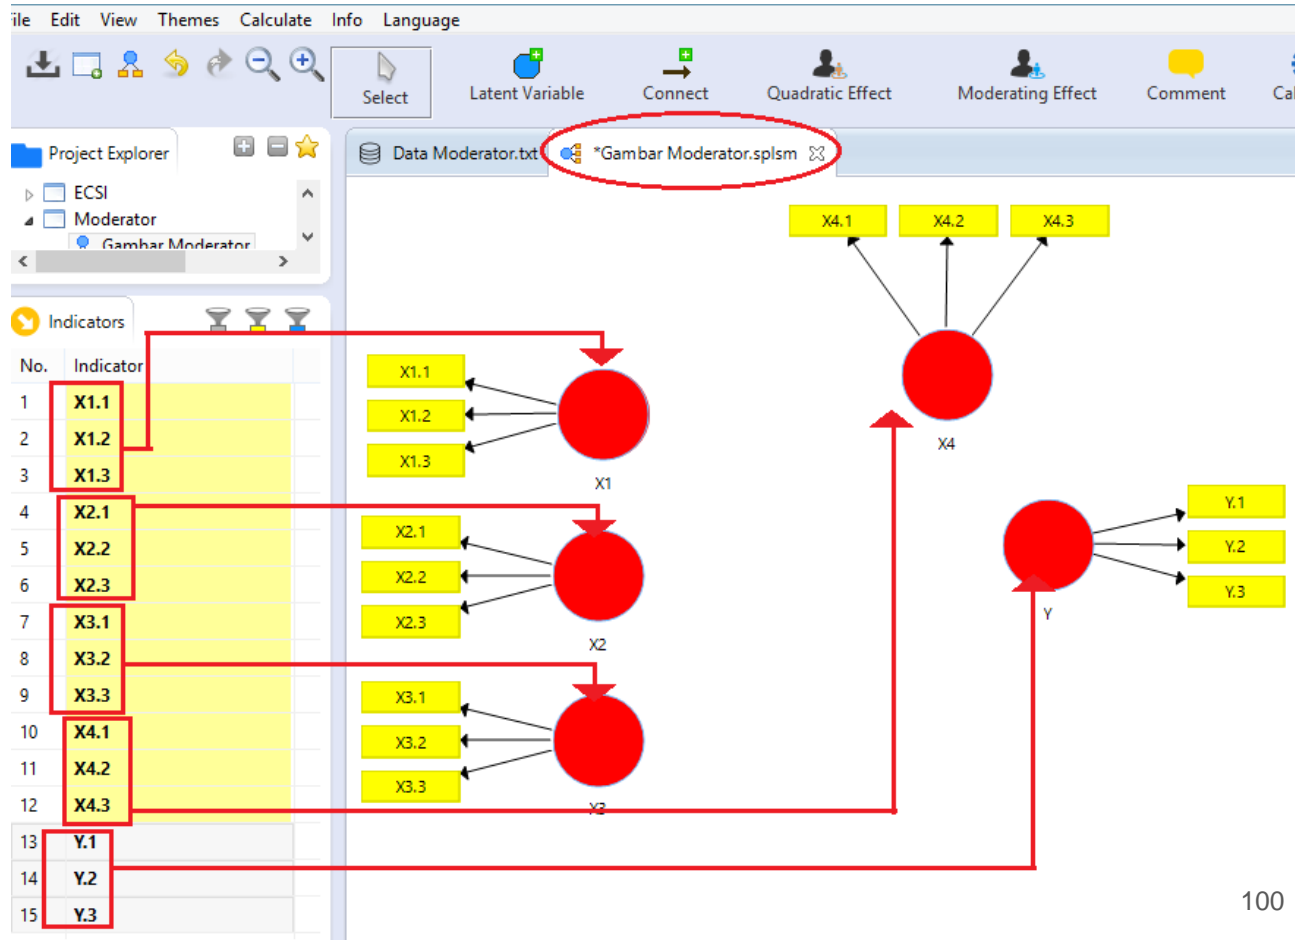 ile Edit View Themes Calculate Info Language
Select Latent Variable Connect Quadratic Effect Moderating Effect Comment Cal
Project Explorer
ECSI
Moderator
Gambar Moderator
Data Moderator.txt *Gambar Moderator.splsm
Indicators
No. Indicator
1 X1.1
2 X1.2
3 X1.3
4 X2.1
5 X2.2
6 X2.3
7 X3.1
8 X3.2
9 X3.3
10 X4.1
11 X4.2
12 X4.3
13 Y.1
14 Y.2
15 Y.3
X4.1 X4.2 X4.3
X4
X1.1
X1.2
X1.3
X1
X2.1
X2.2
X2.3
X2
X3.1
X3.2
X3.3
X3
Y.1
Y.2
Y.3
Y
100